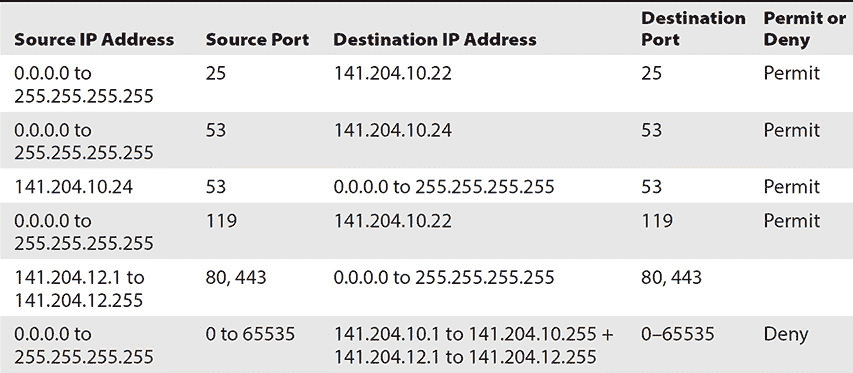 Source IP Address Source Port Destination IP Address Destination Port Permit or Deny
0.0.0.0 to 255.255.255.255 25 141.204.10.22 25 Permit
0.0.0.0 to 255.255.255.255 53 141.204.10.24 53 Permit
141.204.10.24 53 0.0.0.0 to 255.255.255.255 53 Permit
0.0.0.0 to 255.255.255.255 119 141.204.10.22 119 Permit
141.204.12.1 to 141.204.12.255 80, 443 0.0.0.0 to 255.255.255.255 80, 443
0.0.0.0 to 255.255.255.255 0 to 65535 141.204.10.1 to 141.204.10.255 + 141.204.12.1 to 141.204.12.255 0–65535 Deny